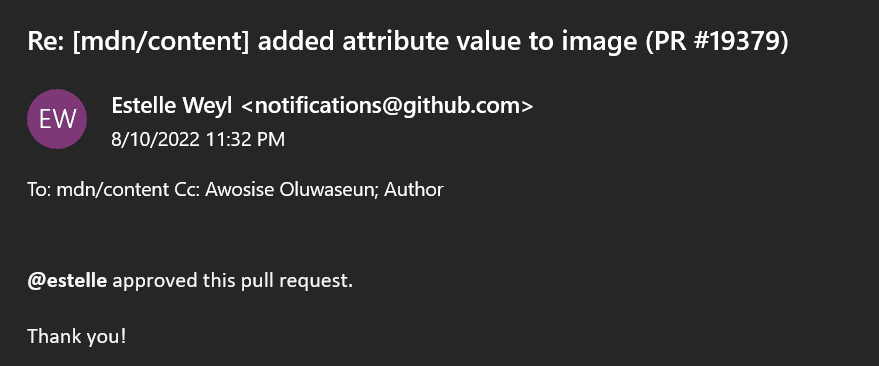 Re: [mdn/content] added attribute value to image (PR #19379)
EW
Estelle Weyl <notifications@github.com>
8/10/2022 11:32 PM
To: mdn/content Cc: Awosise Oluwaseun; Author
@estelle approved this pull request.
Thank you!